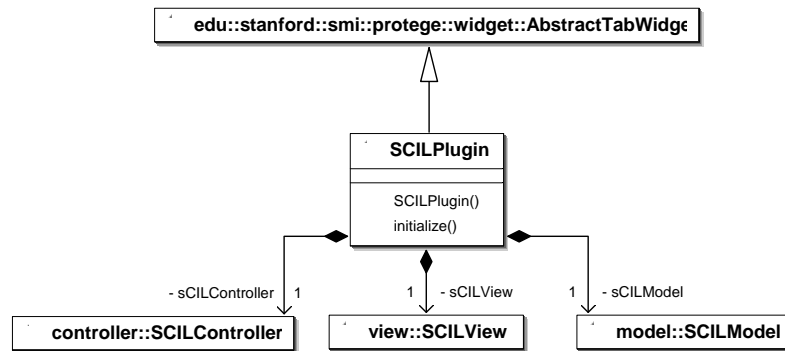 edu::stanford::smi::protege::widget::AbstractTabWidge
SCILPlugin
SCILPlugin()
initialize()
- sCILController 1
1 - sCILView
1 - sCILModel
controller::SCILController
view::SCILView
model::SCILModel